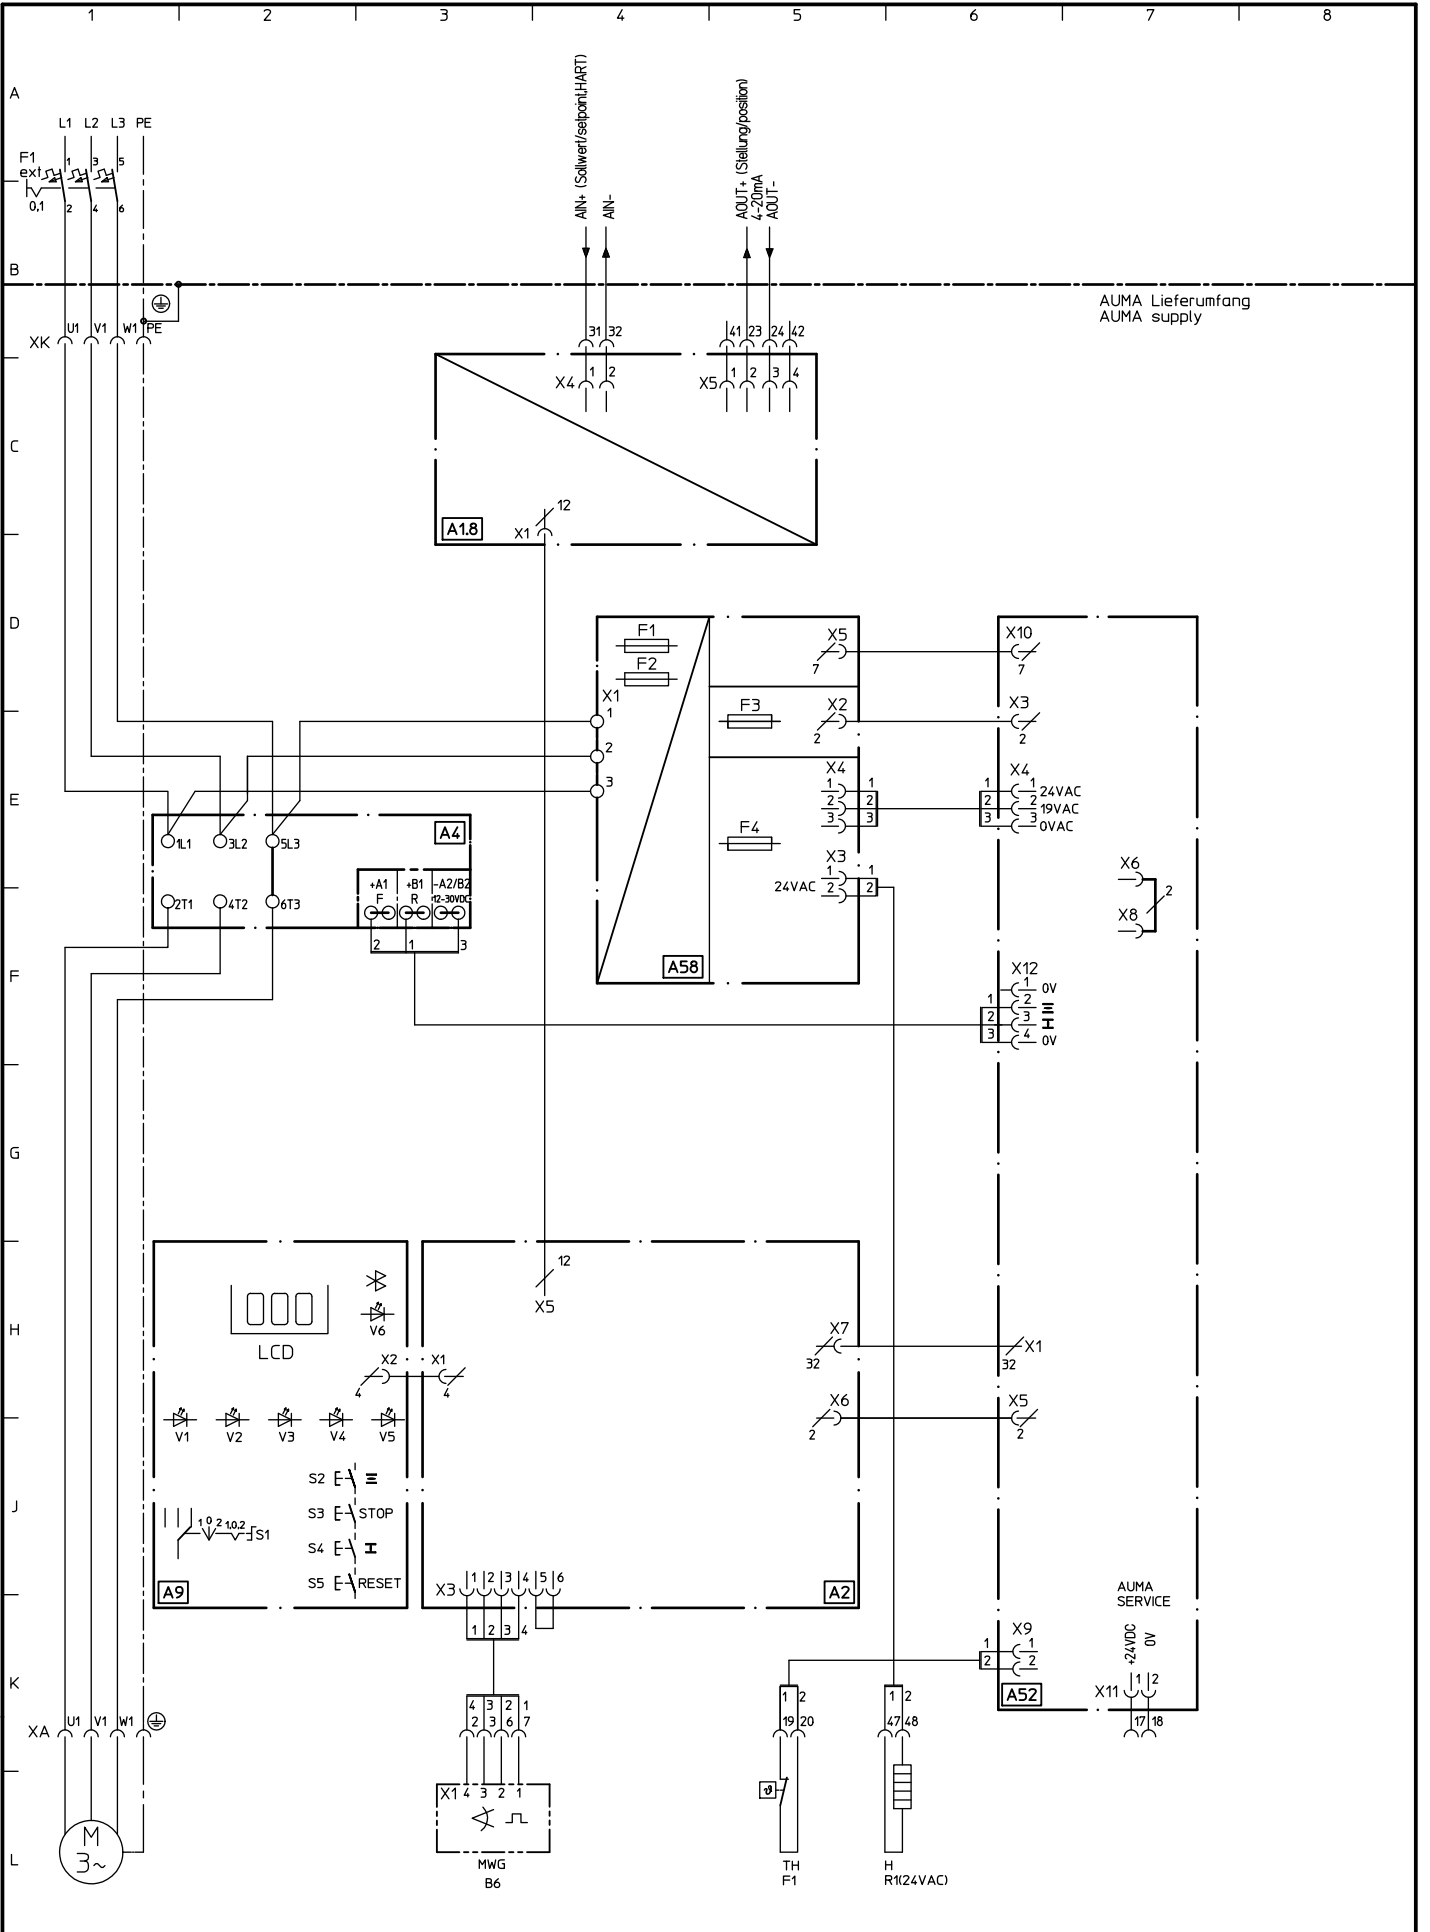 1 2 3 4 5 6 7 8
A
L1 L2 L3 PE
F1
ext
1 3 5
0,1 2 4 6
AIN+ (Sollwert/setpoint,HART)
AIN-
AOUT+ (Stellung/position)
4-20mA
AOUT-
B
AUMA Lieferumfang
AUMA supply
XK U1 V1 W1 PE
31 32
41 23 24 42
X4 1 2
X5 1 2 3 4
C
12
A1.8 X1
D
F1
F2
X5
7
X10
7
X1
1
2
3
F3
X2
2
X3
2
E
X4
1 1
2 2
3 3
X4
1 1 24VAC
2 2 19VAC
3 3 0VAC
F4
A4
1L1 3L2 5L3
X3
1 1
24VAC 2 2
X6
2
X8
+A1 +B1 -A2/B2
F R 12-30VDC
2T1 4T2 6T3
2 1 3
F
A58
X12
1 0V
1 2
2 3
3 4 0V
G
12
X5
H
LCD
V6
X2 X1
4 4
X7
32
X1
32
X6
2
X5
2
V1 V2 V3 V4 V5
S2
J
S3 STOP
1 0 2 1,0,2 S1
S4
S5 RESET
A9
X3 1 2 3 4 5 6
A2
1 2 3 4
AUMA
SERVICE
+24VDC
0V
X9
1 1
2 2
K
A52
X11 1 2
17 18
4 3 2 1
2 3 6 7
1 2
19 20
1 2
47 48
XA U1 V1 W1
X1 4 3 2 1
ϑ
M
3~
L
MWG
B6
TH
F1
H
R1(24VAC)